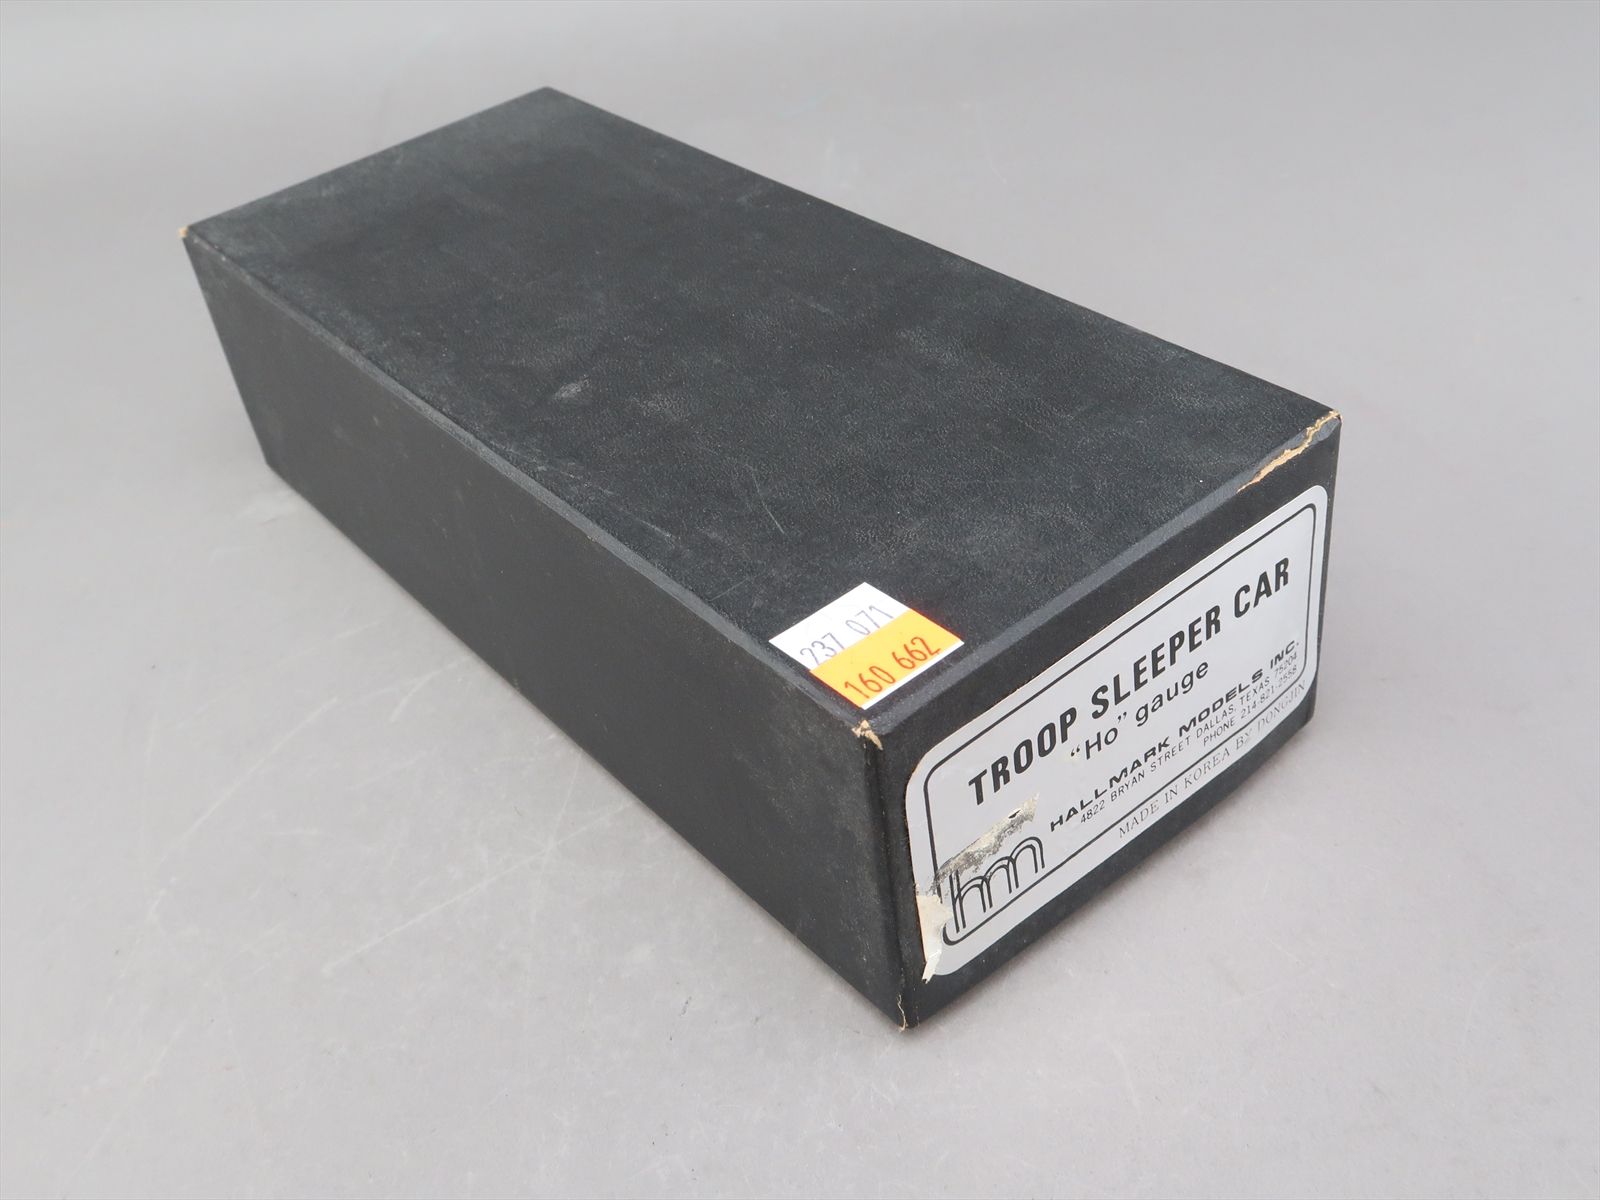 237 071
160 662
TROOP SLEEPER CAR
"Ho" gauge
HALLMARK MODELS INC.
4822 BRYAN STREET DALLAS, TEXAS 75204
PHONE 214-821-2558
hm
MADE IN KOREA BY DONGJIN